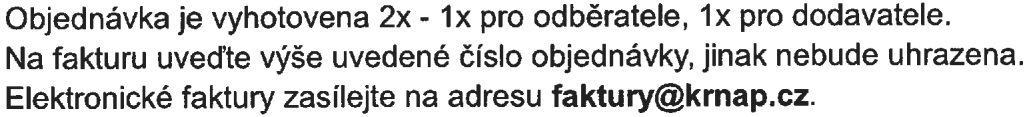 Objednávka je vyhotovena 2x - 1x pro odběratele, 1x pro dodavatele.
Na fakturu uveďte výše uvedené číslo objednávky, jinak nebude uhrazena.
Elektronické faktury zasílejte na adresu faktury@krnap.cz.